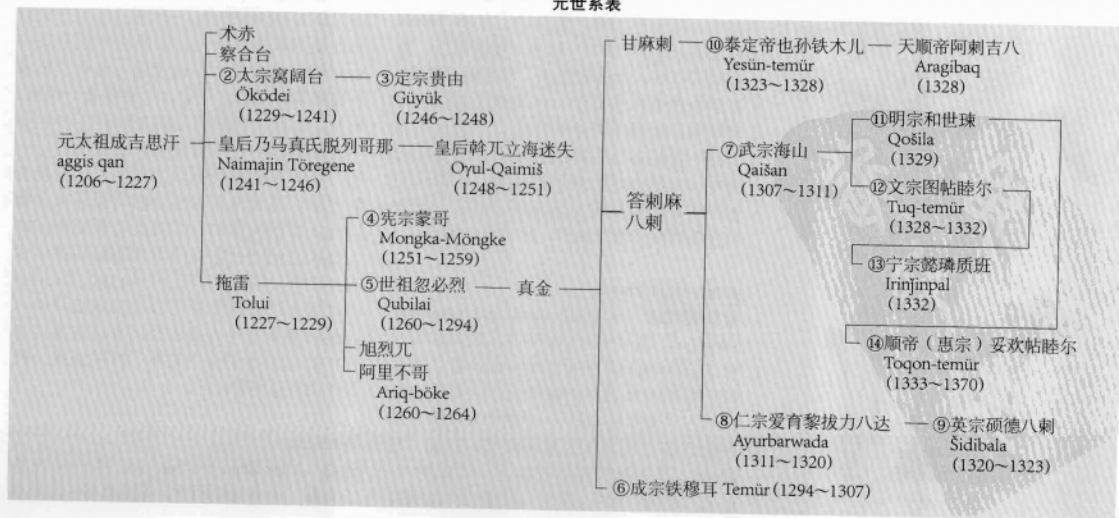 元世系表
元太祖成吉思汗
aggis qan
(1206～1227)
术赤
察合台
②太宗窝阔台
Öködei
(1229～1241)
③定宗贵由
Güyük
(1246～1248)
皇后乃马真氏脱列哥那
Naimajin Töregene
(1241～1246)
皇后斡兀立海迷失
Oγul-Qaimiš
(1248～1251)
拖雷
Tolui
(1227～1229)
④宪宗蒙哥
Mongka-Möngke
(1251～1259)
⑤世祖忽必烈
Qubilai
(1260～1294)
旭烈兀
阿里不哥
Ariq-böke
(1260～1264)
真金
甘麻剌
⑩泰定帝也孙铁木儿
Yesün-temür
(1323～1328)
天顺帝阿剌吉八
Aragibaq
(1328)
答剌麻
八剌
⑦武宗海山
Qaišan
(1307～1311)
⑪明宗和世㻋
Qošila
(1329)
⑫文宗图帖睦尔
Tuq-temür
(1328～1332)
⑬宁宗懿璘质班
Irinǰinpal
(1332)
⑭顺帝（惠宗）妥欢帖睦尔
Toqon-temür
(1333～1370)
⑧仁宗爱育黎拔力八达
Ayurbarwada
(1311～1320)
⑨英宗硕德八剌
Šidibala
(1320～1323)
⑥成宗铁穆耳 Temür (1294～1307)